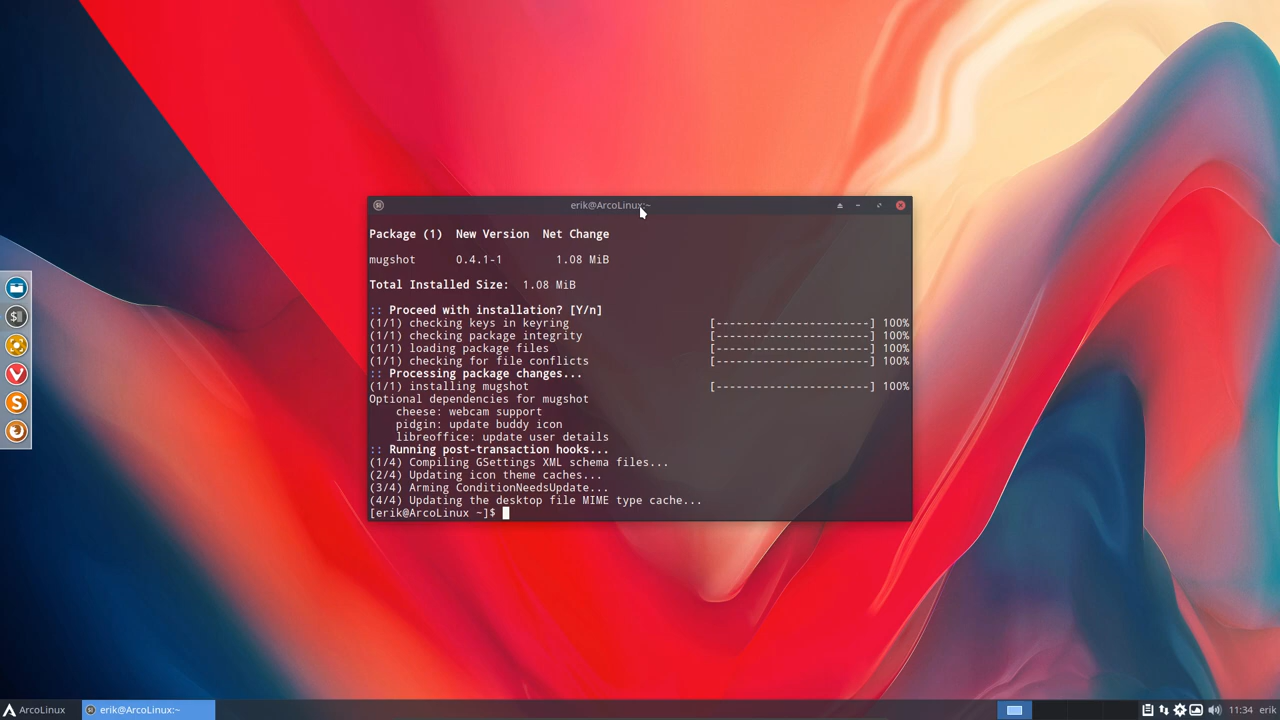 erik@ArcoLinux:~
Package (1)  New Version  Net Change
mugshot      0.4.1-1        1.08 MiB
Total Installed Size:  1.08 MiB
:: Proceed with installation? [Y/n]
(1/1) checking keys in keyring [----------------------] 100%
(1/1) checking package integrity [----------------------] 100%
(1/1) loading package files [----------------------] 100%
(1/1) checking for file conflicts [----------------------] 100%
:: Processing package changes...
(1/1) installing mugshot [----------------------] 100%
Optional dependencies for mugshot
    cheese: webcam support
    pidgin: update buddy icon
    libreoffice: update user details
:: Running post-transaction hooks...
(1/4) Compiling GSettings XML schema files...
(2/4) Updating icon theme caches...
(3/4) Arming ConditionNeedsUpdate...
(4/4) Updating the desktop file MIME type cache...
[erik@ArcoLinux ~]$
ArcoLinux erik@ArcoLinux:~ 11:34 erik